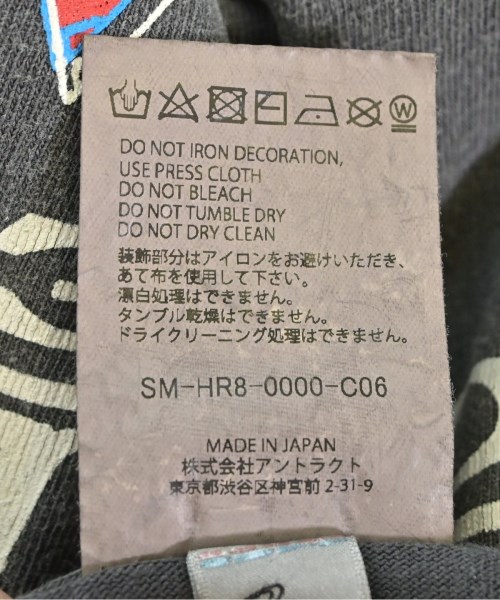 DO NOT IRON DECORATION,
USE PRESS CLOTH
DO NOT BLEACH
DO NOT TUMBLE DRY
DO NOT DRY CLEAN
装飾部分はアイロンをお避けいただき、
あて布を使用して下さい。
漂白処理はできません。
タンブル乾燥はできません。
ドライクリーニング処理はできません。
SM-HR8-0000-C06
MADE IN JAPAN
株式会社アントラクト
東京都渋谷区神宮前 2-31-9